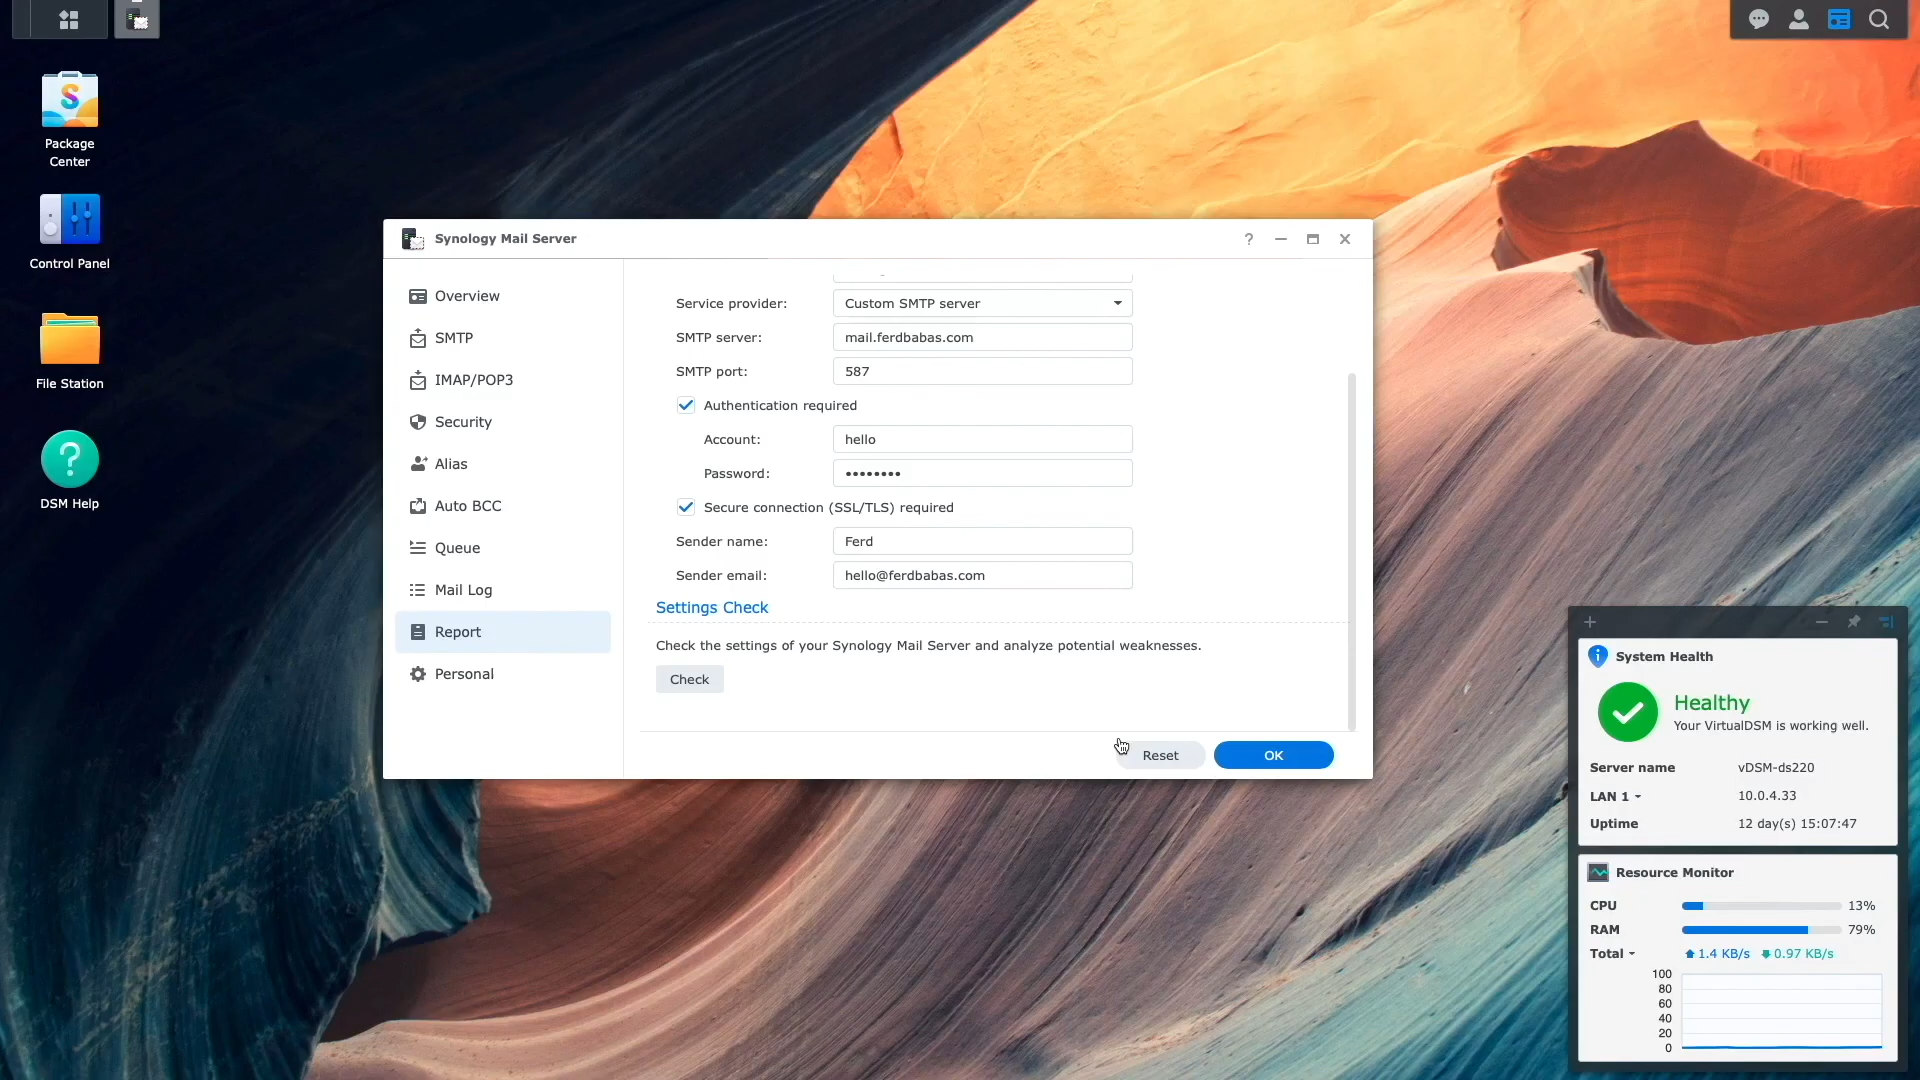 Package
Center
Control Panel
File Station
DSM Help
Synology Mail Server
Overview
SMTP
IMAP/POP3
Security
Alias
Auto BCC
Queue
Mail Log
Report
Personal
Service provider: Custom SMTP server
SMTP server: mail.ferdbabas.com
SMTP port: 587
Authentication required
Account: hello
Password: ••••••••
Secure connection (SSL/TLS) required
Sender name: Ferd
Sender email: hello@ferdbabas.com
Settings Check
Check the settings of your Synology Mail Server and analyze potential weaknesses.
Check
Reset OK
System Health
Healthy
Your VirtualDSM is working well.
Server name vDSM-ds220
LAN 1 10.0.4.33
Uptime 12 day(s) 15:07:47
Resource Monitor
CPU 13%
RAM 79%
Total 1.4 KB/s 0.97 KB/s
100
80
60
40
20
0